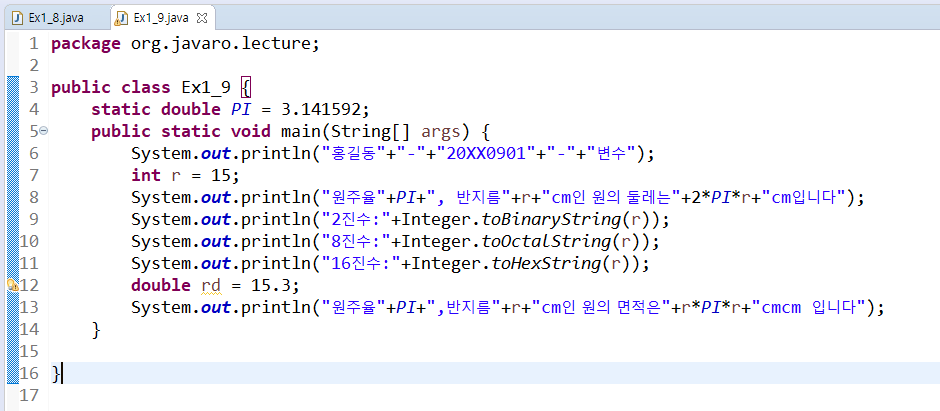 Ex1_8.java Ex1_9.java
1 package org.javaro.lecture;
2
3 public class Ex1_9 {
4 static double PI = 3.141592;
5 public static void main(String[] args) {
6 System.out.println("홍길동"+"-"+"20XX0901"+"-"+"변수");
7 int r = 15;
8 System.out.println("원주율"+PI+", 반지름"+r+"cm인 원의 둘레는"+2*PI*r+"cm입니다");
9 System.out.println("2진수:"+Integer.toBinaryString(r));
10 System.out.println("8진수:"+Integer.toOctalString(r));
11 System.out.println("16진수:"+Integer.toHexString(r));
12 double rd = 15.3;
13 System.out.println("원주율"+PI+",반지름"+r+"cm인 원의 면적은"+r*PI*r+"cmcm 입니다");
14 }
15
16 }
17